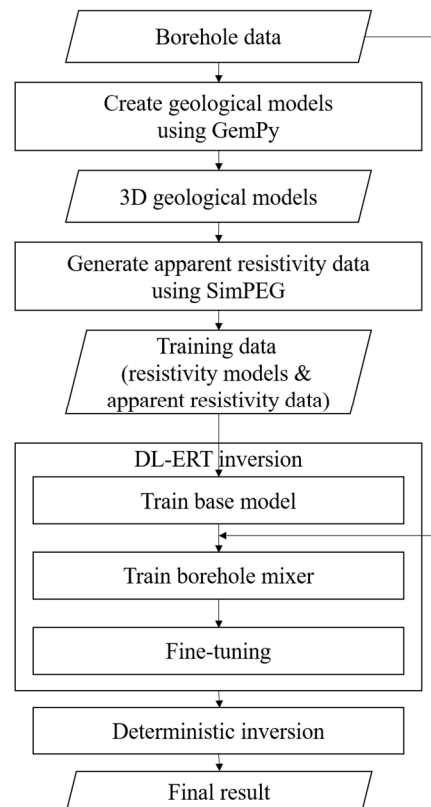 Borehole data
Create geological models
using GemPy
3D geological models
Generate apparent resistivity data
using SimPEG
Training data
(resistivity models &
apparent resistivity data)
DL-ERT inversion
Train base model
Train borehole mixer
Fine-tuning
Deterministic inversion
Final result